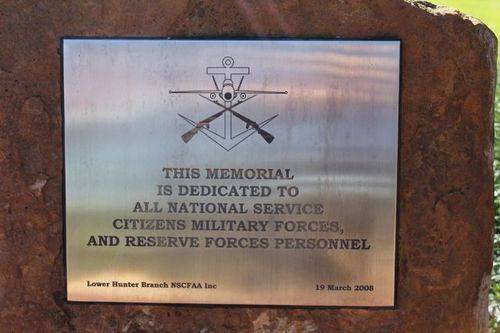 THIS MEMORIAL
IS DEDICATED TO
ALL NATIONAL SERVICE
CITIZENS MILITARY FORCES,
AND RESERVE FORCES PERSONNEL
Lower Hunter Branch NSCFAA Inc 19 March 2008